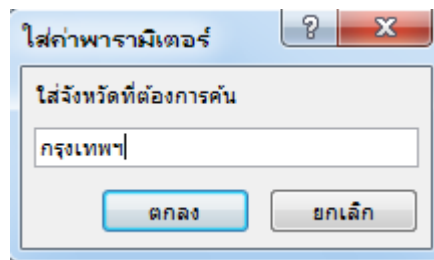 ใส่ค่าพารามิเตอร์
ใส่จังหวัดที่ต้องการค้น
กรุงเทพฯ
ตกลง ยกเลิก